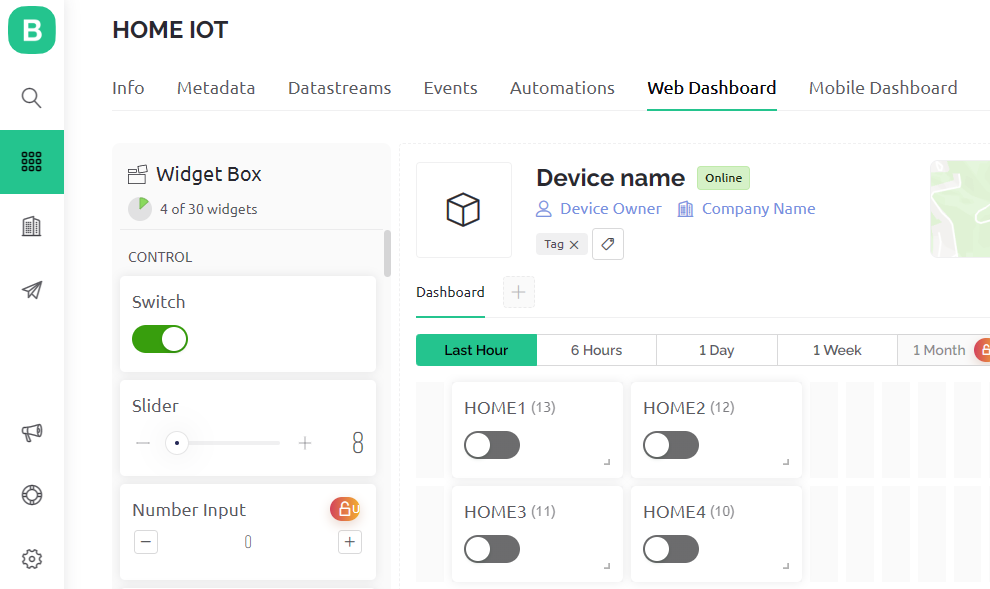 B
HOME IOT
Info Metadata Datastreams Events Automations Web Dashboard Mobile Dashboard
Widget Box
4 of 30 widgets
CONTROL
Switch
Slider
8
Number Input
U
0
Device name Online
Device Owner Company Name
Tag
Dashboard
Last Hour 6 Hours 1 Day 1 Week 1 Month
HOME1 (13) HOME2 (12)
HOME3 (11) HOME4 (10)